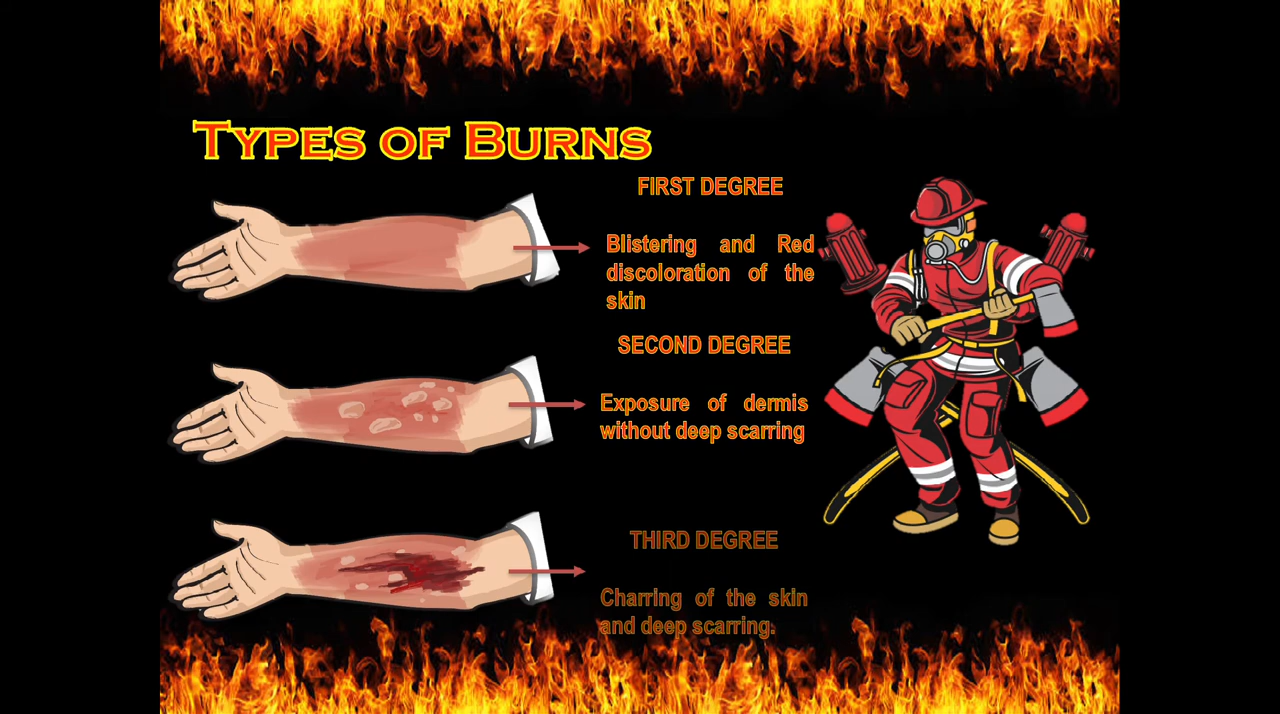 TYPES OF BURNS
FIRST DEGREE
Blistering and Red
discoloration of the
skin
SECOND DEGREE
Exposure of dermis
without deep scarring
THIRD DEGREE
Charring of the skin
and deep scarring.